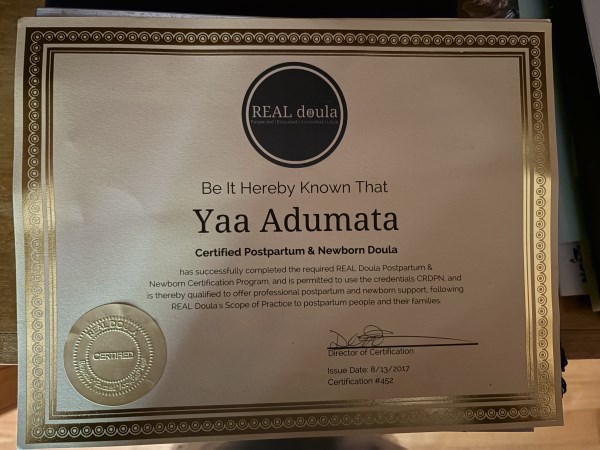 REAL doula
Be It Hereby Known That
Yaa Adumata
Certified Postpartum & Newborn Doula
has successfully completed the required REAL Doula Postpartum &
Newborn Certification Program, and is permitted to use the credentials CRDPN; and
is thereby qualified to offer professional postpartum and newborn support, following
REAL Doula's Scope of Practice to postpartum people and their families.
Director of Certification
Issue Date: 8/13/2017
Certification #452
REAL DOULA
CERTIFIED